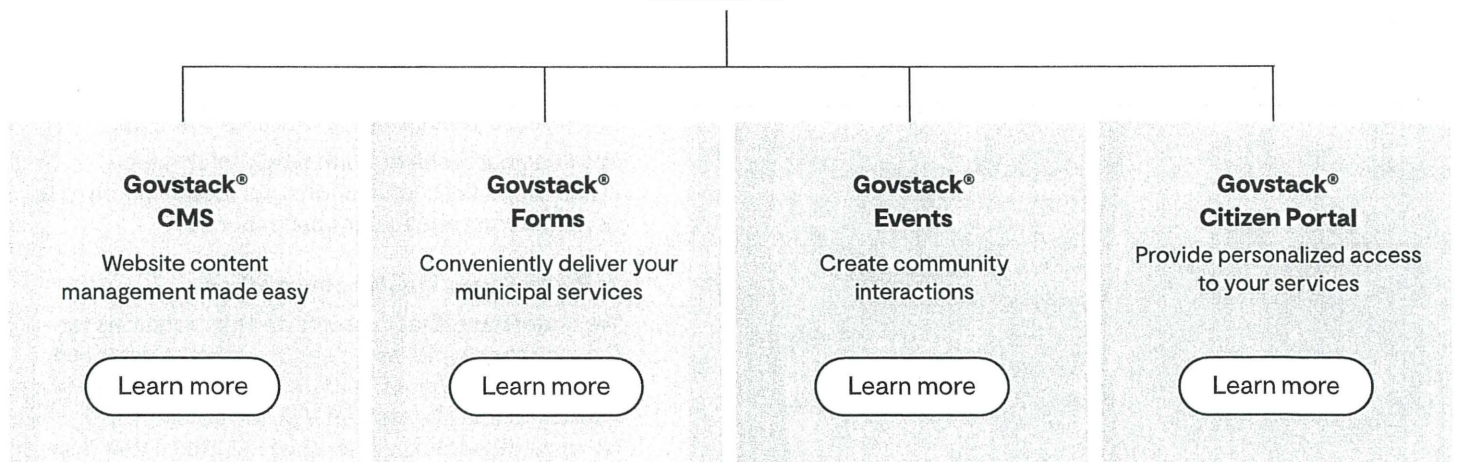 Govstack®
CMS
Website content
management made easy
Learn more
Govstack®
Forms
Conveniently deliver your
municipal services
Learn more
Govstack®
Events
Create community
interactions
Learn more
Govstack®
Citizen Portal
Provide personalized access
to your services
Learn more